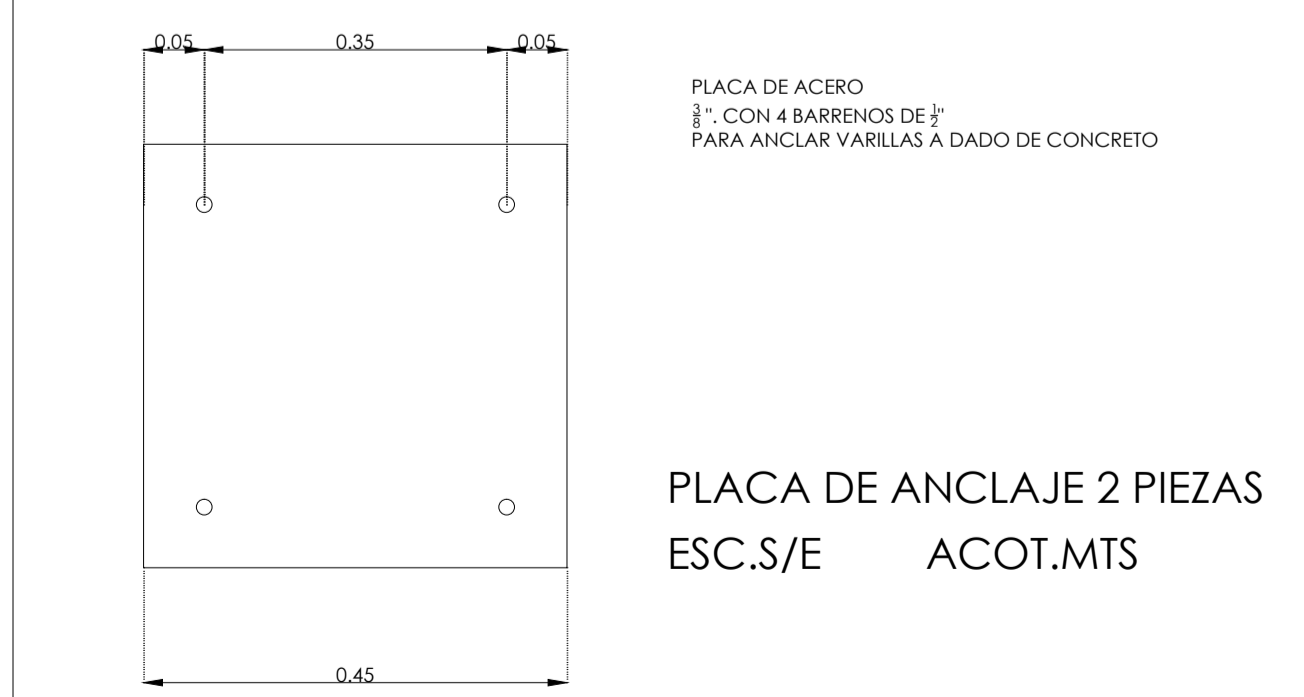 0.05 0.35 0.05
PLACA DE ACERO
3/8 ". CON 4 BARRENOS DE 1/2"
PARA ANCLAR VARILLAS A DADO DE CONCRETO
PLACA DE ANCLAJE 2 PIEZAS
ESC.S/E ACOT.MTS
0.45